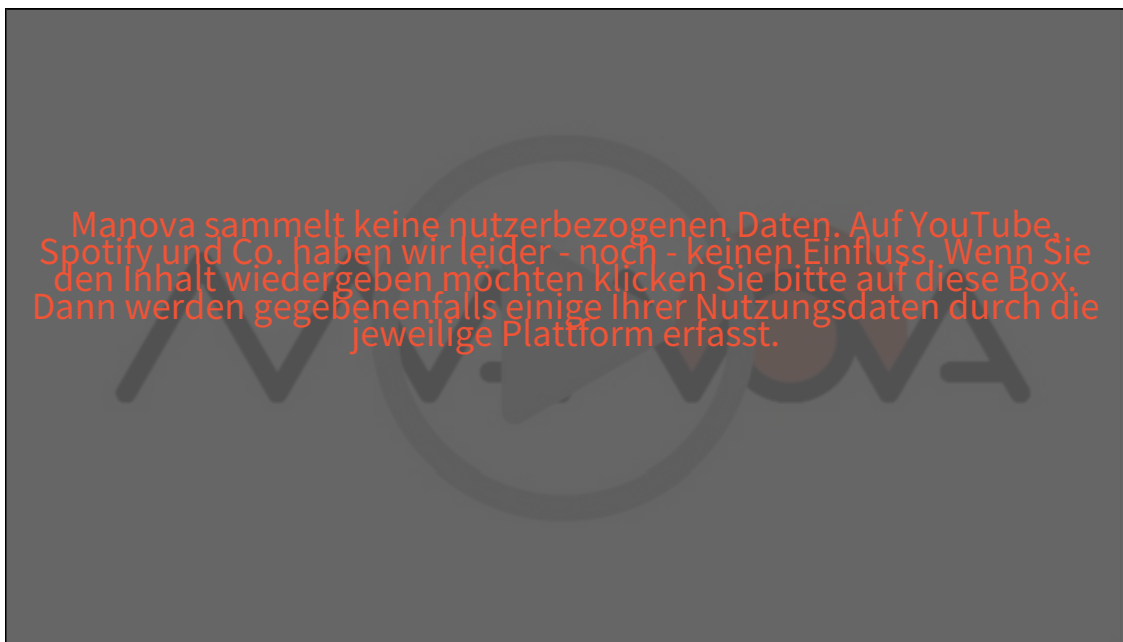 Manova sammelt keine nutzerbezogenen Daten. Auf YouTube,
Spotify und Co. haben wir leider - noch - keinen Einfluss. Wenn Sie
den Inhalt wiedergeben möchten klicken Sie bitte auf diese Box.
Dann werden gegebenenfalls einige Ihrer Nutzungsdaten durch die
jeweilige Plattform erfasst.
MANOVA